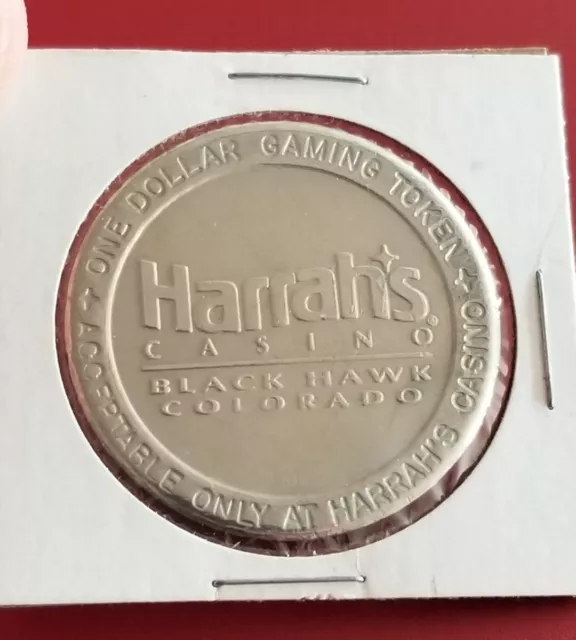 ONE DOLLAR GAMING TOKEN
Harrah's®
CASINO
BLACK HAWK
COLORADO
ACCEPTABLE ONLY AT HARRAH'S CASINO